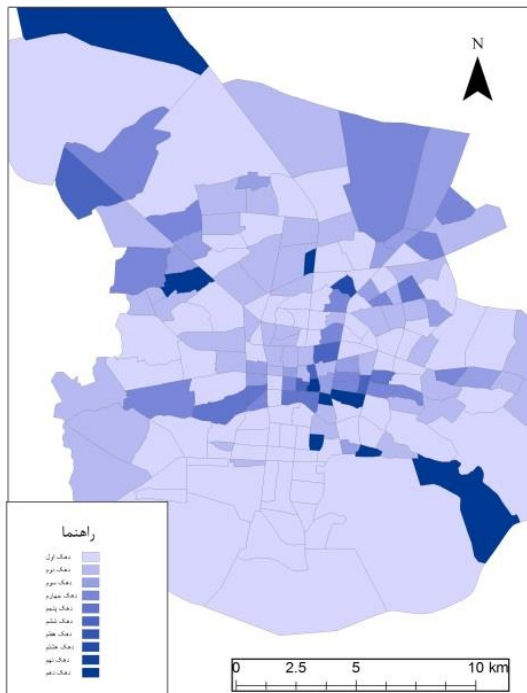 N
راهنما
دهک اول
دهک دوم
دهک سوم
دهک چهارم
دهک پنجم
دهک ششم
دهک هفتم
دهک هشتم
دهک نهم
دهک دهم
0 2.5 5 10 km